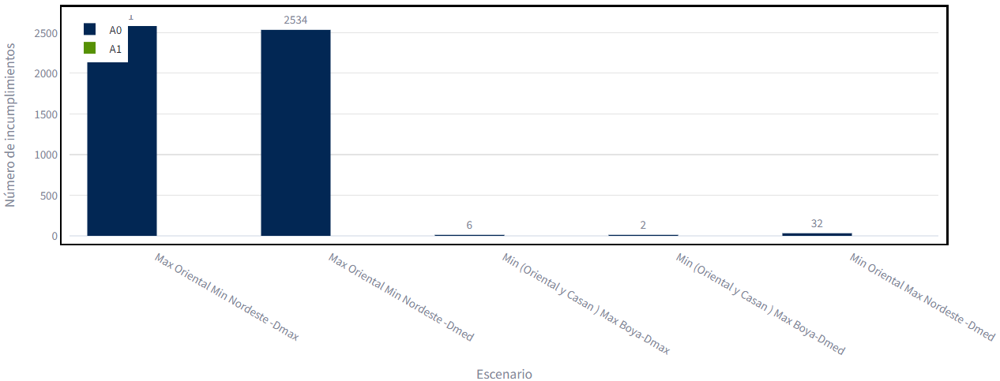 2534
A0
A1
6
2
32
2500
2000
1500
1000
500
0
Número de incumplimientos
Max Oriental Min Nordeste -Dmax
Max Oriental Min Nordeste -Dmed
Min (Oriental y Casan ) Max Boya-Dmax
Min (Oriental y Casan ) Max Boya-Dmed
Min Oriental Max Nordeste -Dmed
Escenario